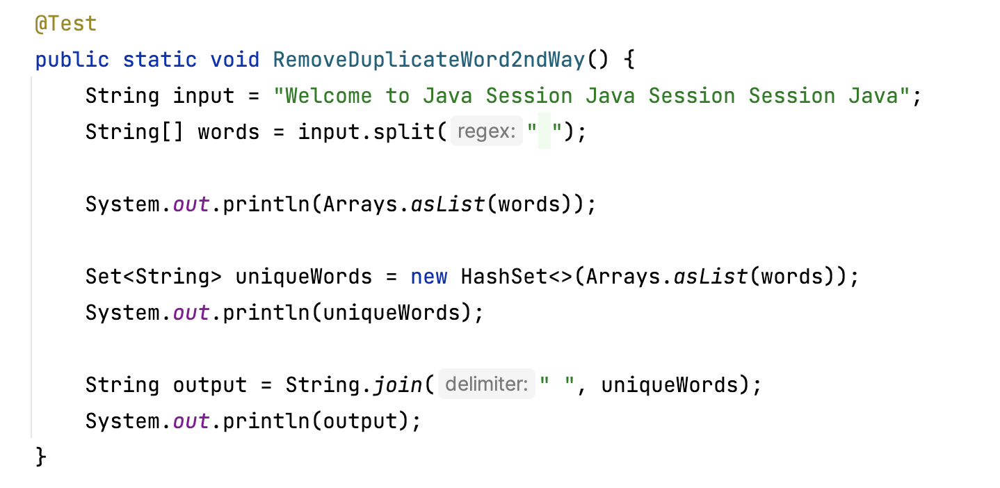 @Test
public static void RemoveDuplicateWord2ndWay() {
String input = "Welcome to Java Session Java Session Session Java";
String[] words = input.split( regex: " ");
System.out.println(Arrays.asList(words));
Set<String> uniqueWords = new HashSet<>(Arrays.asList(words));
System.out.println(uniqueWords);
String output = String.join( delimiter: " ", uniqueWords);
System.out.println(output);
}